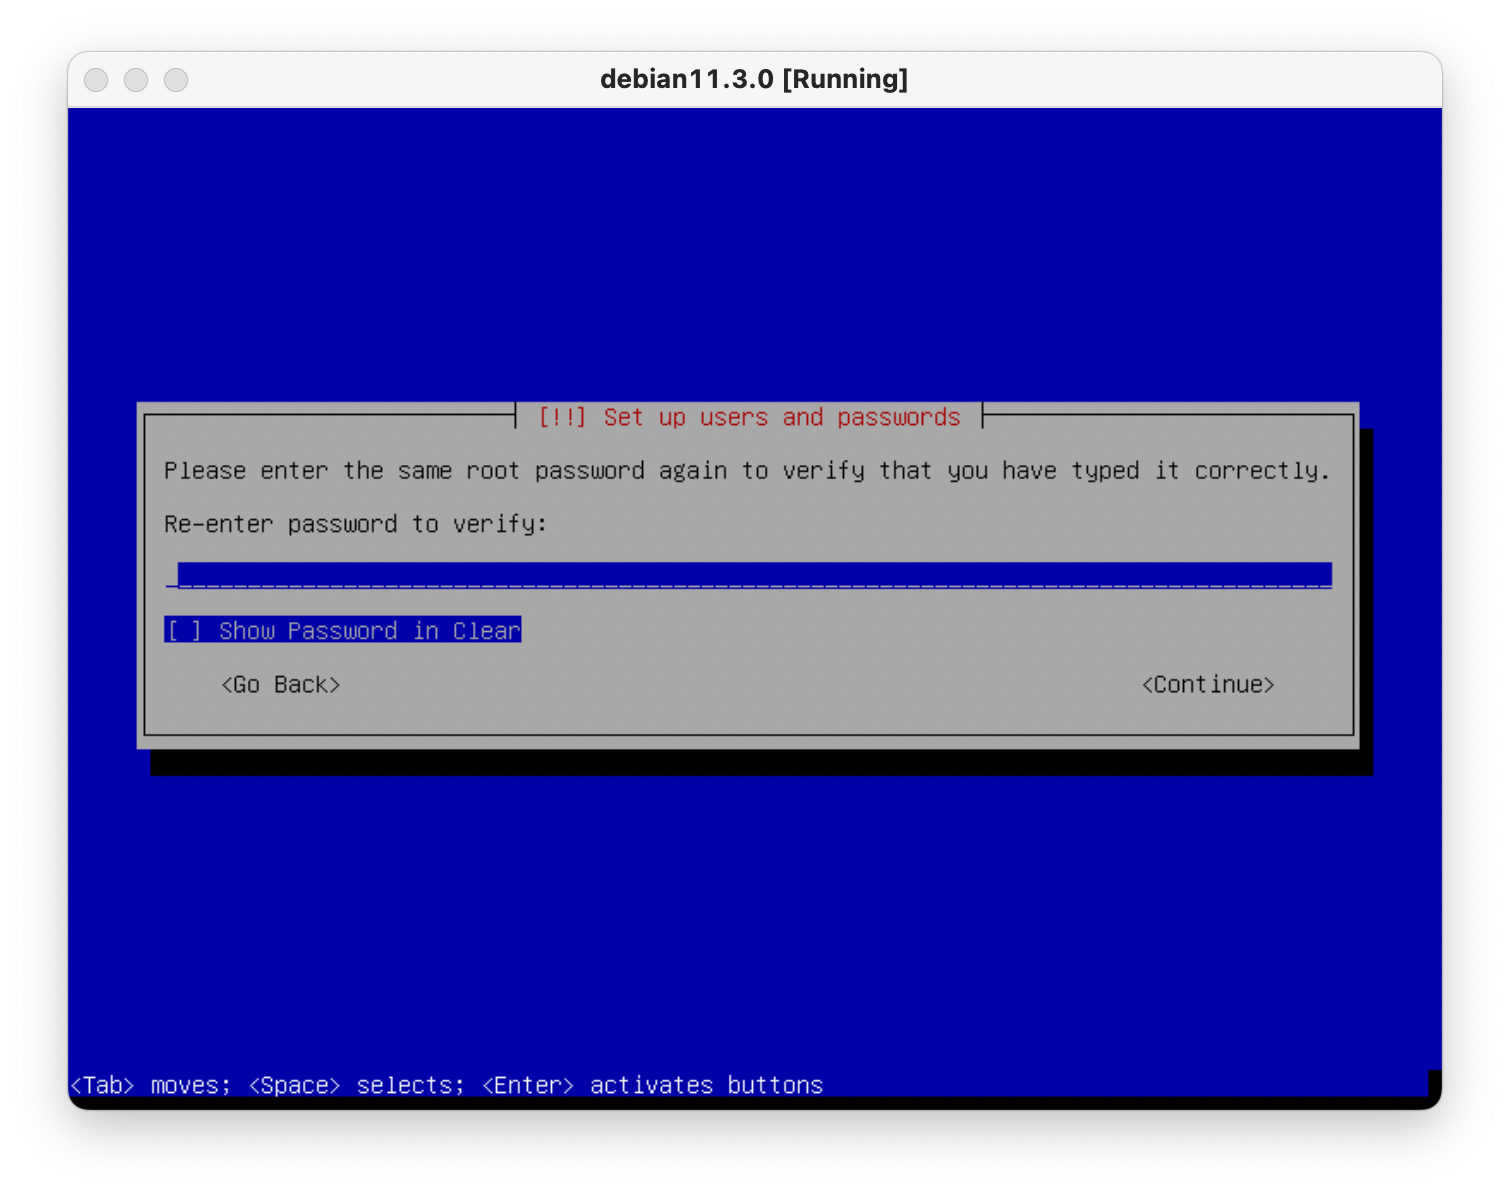 debian11.3.0 [Running]
[!!] Set up users and passwords
Please enter the same root password again to verify that you have typed it correctly.
Re-enter password to verify:
[ ] Show Password in Clear
<Go Back> <Continue>
<Tab> moves; <Space> selects; <Enter> activates buttons